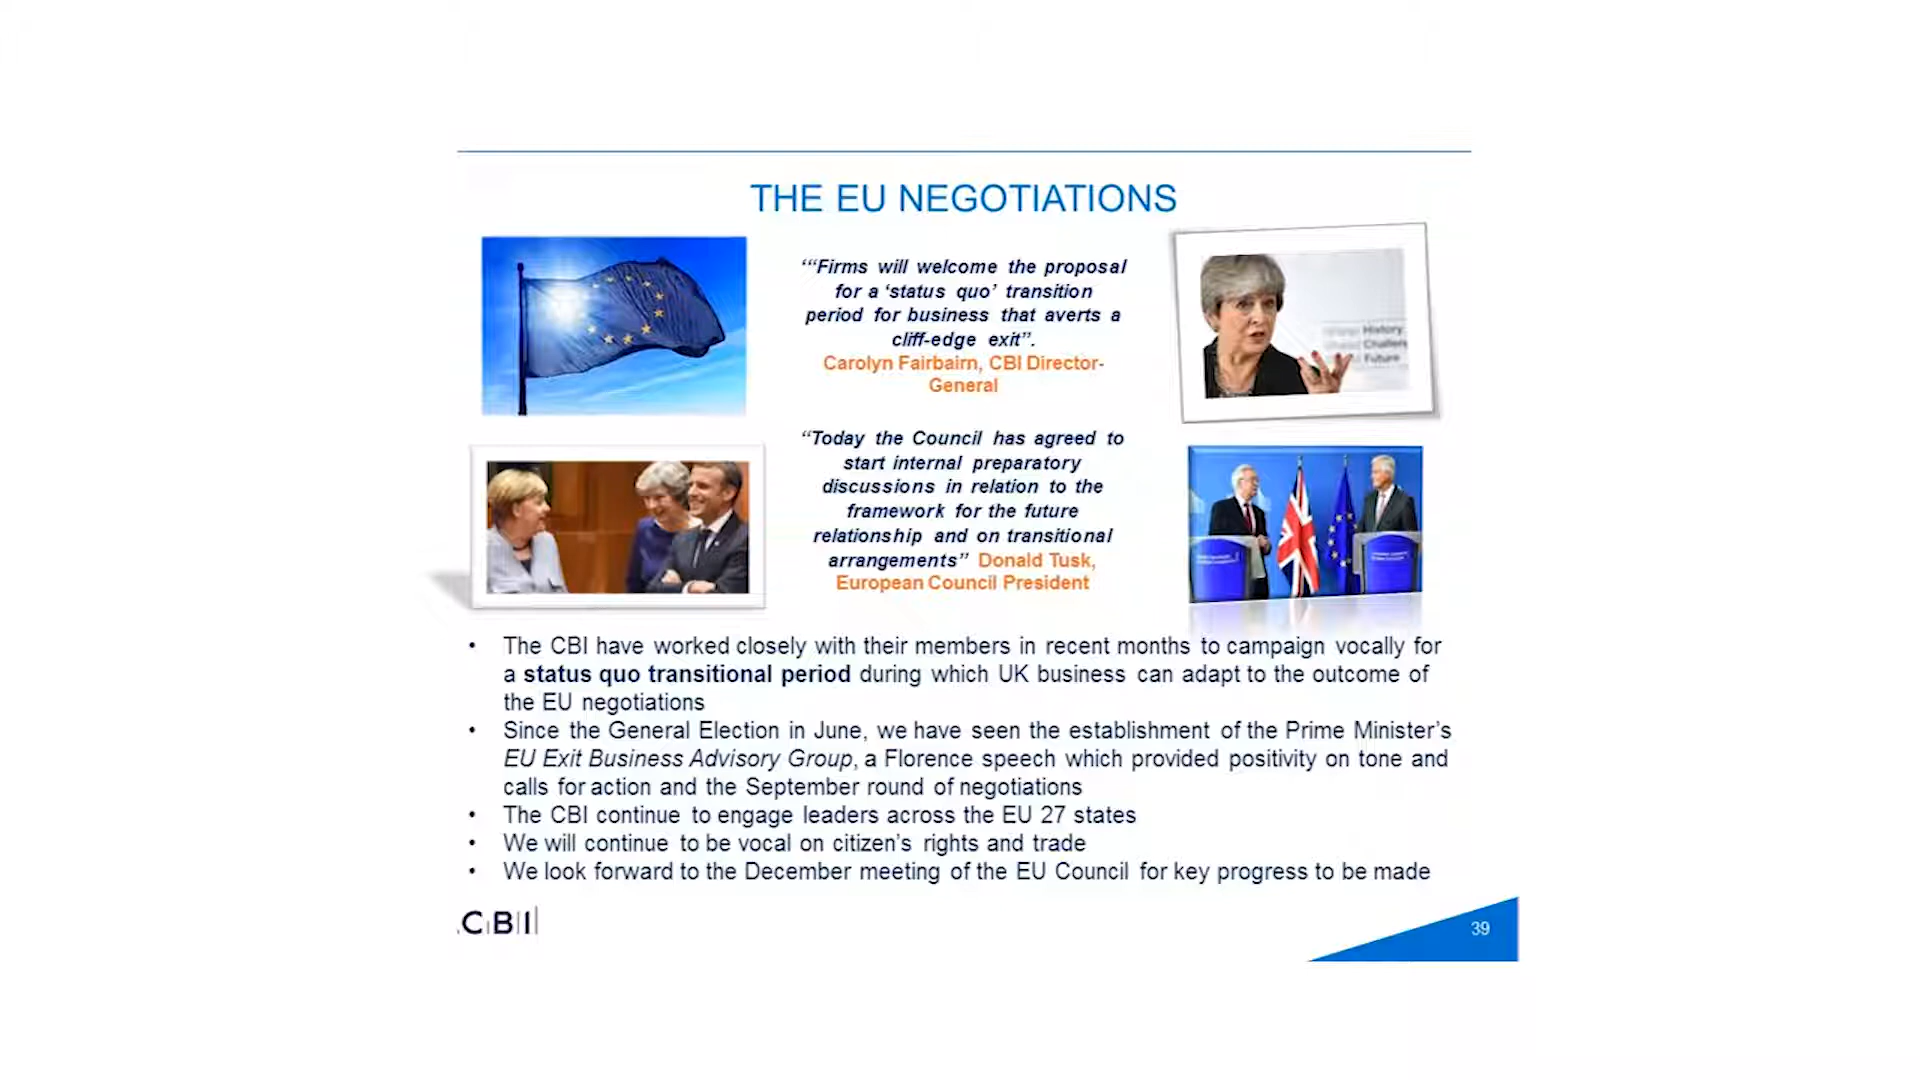 THE EU NEGOTIATIONS
“‘Firms will welcome the proposal
for a ‘status quo’ transition
period for business that averts a
cliff-edge exit”.
Carolyn Fairbairn, CBI Director-
General
“Today the Council has agreed to
start internal preparatory
discussions in relation to the
framework for the future
relationship and on transitional
arrangements” Donald Tusk,
European Council President
History
Future
• The CBI have worked closely with their members in recent months to campaign vocally for
a status quo transitional period during which UK business can adapt to the outcome of
the EU negotiations
• Since the General Election in June, we have seen the establishment of the Prime Minister’s
EU Exit Business Advisory Group, a Florence speech which provided positivity on tone and
calls for action and the September round of negotiations
• The CBI continue to engage leaders across the EU 27 states
• We will continue to be vocal on citizen’s rights and trade
• We look forward to the December meeting of the EU Council for key progress to be made
CBI
39